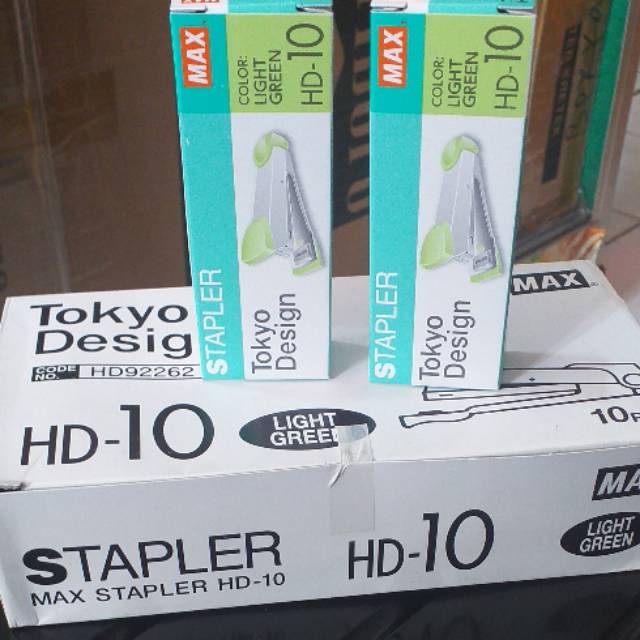 MAX
COLOR:
LIGHT
GREEN
HD-10
STAPLER
Tokyo
Design
MAX
COLOR:
LIGHT
GREEN
HD-10
STAPLER
Tokyo
Design
MAX
Tokyo
Desig
CODE NO. HD92262
HD-10
LIGHT
GREEN
10
STAPLER
MAX STAPLER HD-10
HD-10
MA
LIGHT
GREEN